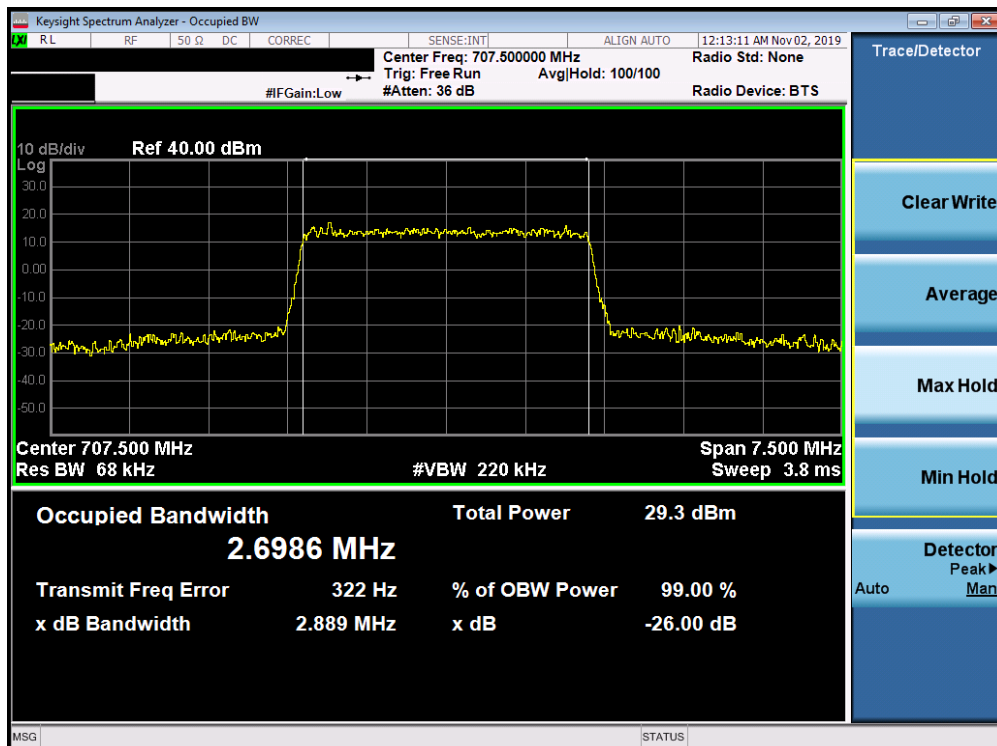 Keysight Spectrum Analyzer - Occupied BW
LXI RL RF 50 Ω DC CORREC SENSE:INT ALIGN AUTO 12:13:11 AM Nov 02, 2019
Center Freq: 707.500000 MHz Radio Std: None
Trig: Free Run Avg|Hold: 100/100
#IFGain:Low #Atten: 36 dB Radio Device: BTS
Trace/Detector
10 dB/div Ref 40.00 dBm
Log
30.0
20.0
10.0
0.00
-10.0
-20.0
-30.0
-40.0
-50.0
Center 707.500 MHz Span 7.500 MHz
Res BW 68 kHz #VBW 220 kHz Sweep 3.8 ms
Occupied Bandwidth Total Power 29.3 dBm
2.6986 MHz
Transmit Freq Error 322 Hz % of OBW Power 99.00 %
x dB Bandwidth 2.889 MHz x dB -26.00 dB
Clear Write
Average
Max Hold
Min Hold
Detector
Peak▶
Auto Man
MSG STATUS